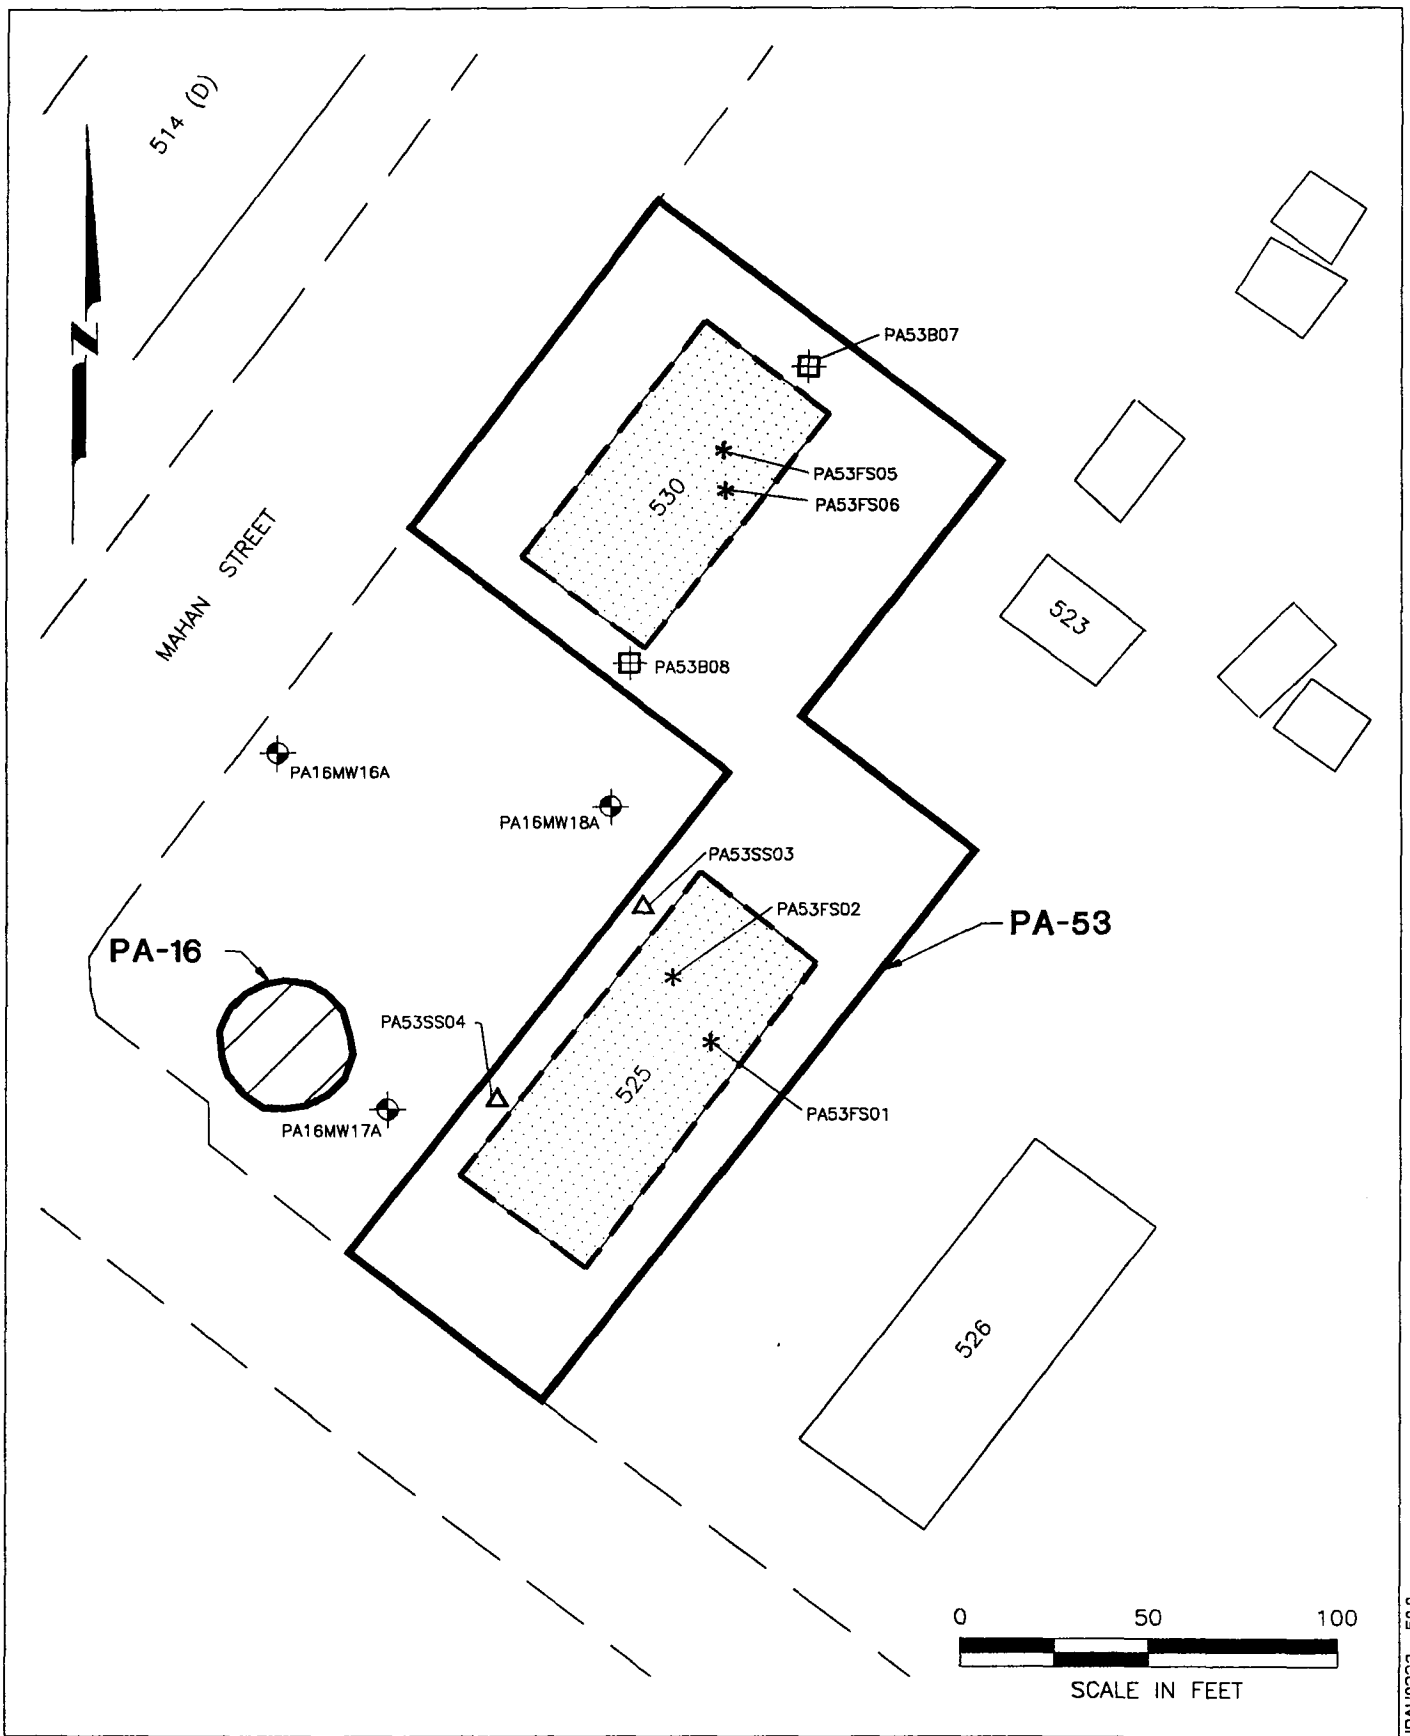 514 (D)
N
PA53B07
PA53FS05
530
PA53FS06
MAHAN STREET
523
PA53B08
PA16MW16A
PA16MW18A
PA53SS03
PA53FS02
PA-53
PA-16
PA53SS04
525
PA53FS01
PA16MW17A
526
0 50 100
SCALE IN FEET